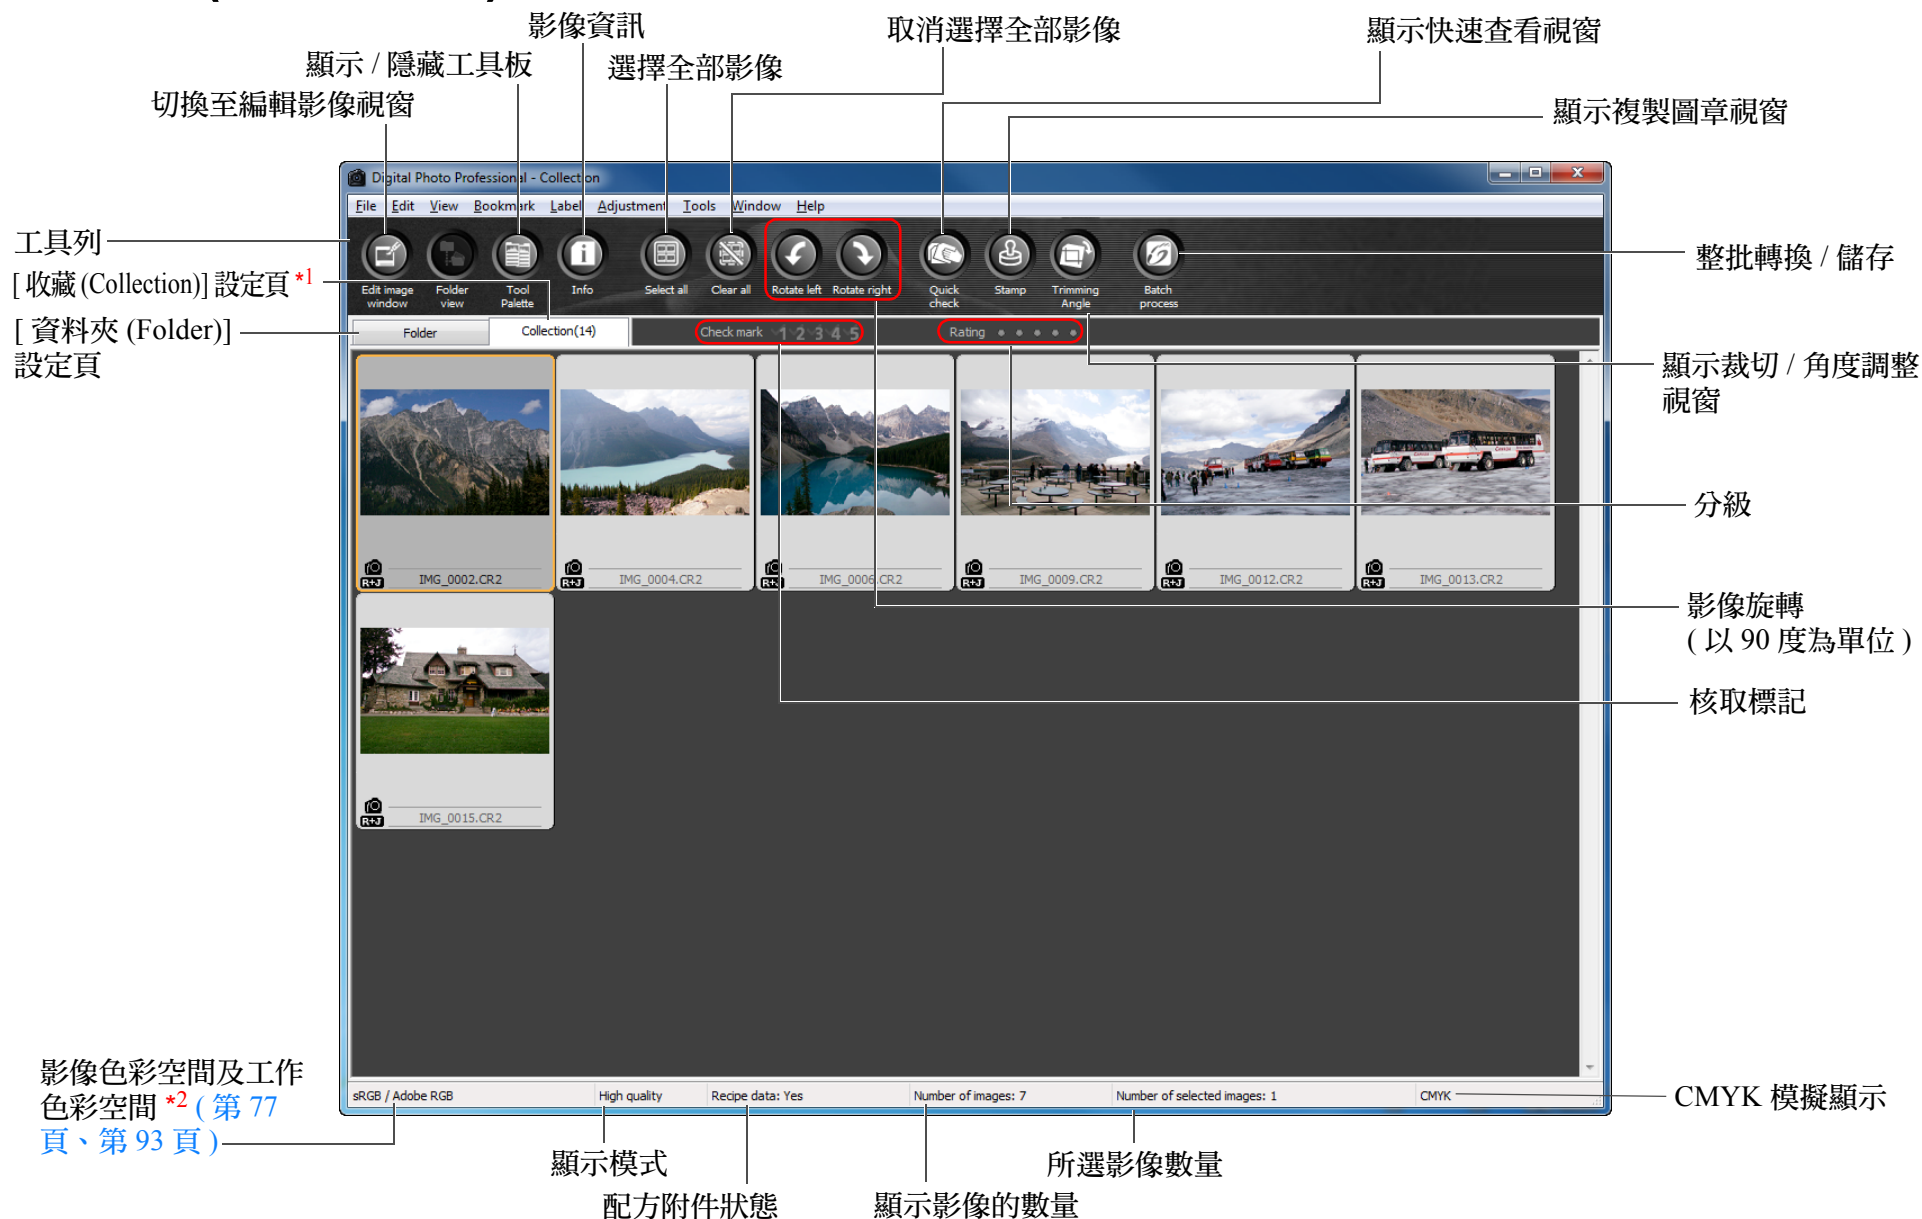 影像資訊
取消選擇全部影像
顯示快速查看視窗
顯示 / 隱藏工具板
選擇全部影像
切換至編輯影像視窗
顯示複製圖章視窗
Digital Photo Professional - Collection
File Edit View Bookmark Label Adjustment Tools Window Help
工具列
整批轉換 / 儲存
[ 收藏 (Collection)] 設定頁 *1
Edit image window
Folder view
Tool Palette
Info
Select all
Clear all
Rotate left
Rotate right
Quick check
Stamp
Trimming Angle
Batch process
[ 資料夾 (Folder)]
設定頁
Folder
Collection(14)
Check mark 1 2 3 4 5
Rating
顯示裁切 / 角度調整
視窗
分級
R+J IMG_0002.CR2
R+J IMG_0004.CR2
R+J IMG_0006.CR2
R+J IMG_0009.CR2
R+J IMG_0012.CR2
R+J IMG_0013.CR2
影像旋轉
( 以 90 度為單位 )
核取標記
R+J IMG_0015.CR2
影像色彩空間及工作
色彩空間 *2 ( 第 77
頁、第 93 頁 )
sRGB / Adobe RGB
High quality
Recipe data: Yes
Number of images: 7
Number of selected images: 1
CMYK
CMYK 模擬顯示
顯示模式
所選影像數量
配方附件狀態
顯示影像的數量